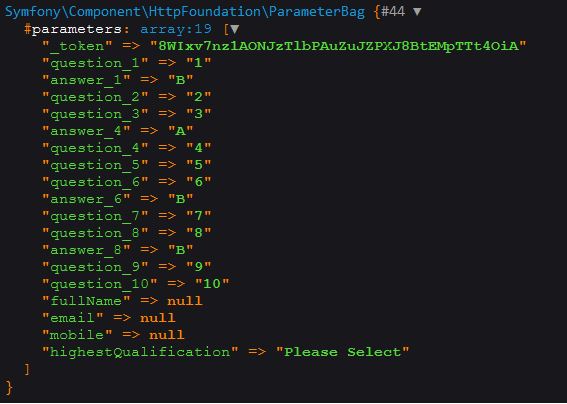 Symfony\Component\HttpFoundation\ParameterBag {#44 ▼
#parameters: array:19 [▼
"_token" => "8WIxv7nz1AONJzTlbPAuZuJZPXJ8BtEMpTTt4OiA"
"question_1" => "1"
"answer_1" => "B"
"question_2" => "2"
"question_3" => "3"
"answer_4" => "A"
"question_4" => "4"
"question_5" => "5"
"question_6" => "6"
"answer_6" => "B"
"question_7" => "7"
"question_8" => "8"
"answer_8" => "B"
"question_9" => "9"
"question_10" => "10"
"fullName" => null
"email" => null
"mobile" => null
"highestQualification" => "Please Select"
]
}